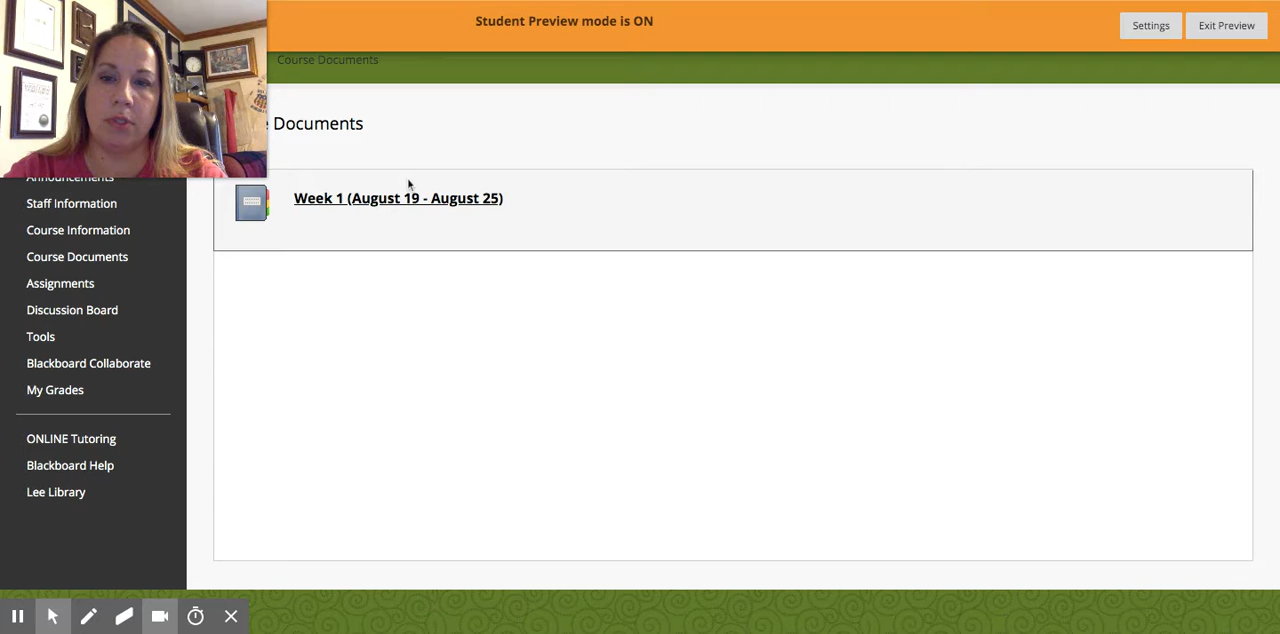 Student Preview mode is ON
Settings
Exit Preview
Course Documents
Documents
Week 1 (August 19 - August 25)
Announcements
Staff Information
Course Information
Course Documents
Assignments
Discussion Board
Tools
Blackboard Collaborate
My Grades
ONLINE Tutoring
Blackboard Help
Lee Library